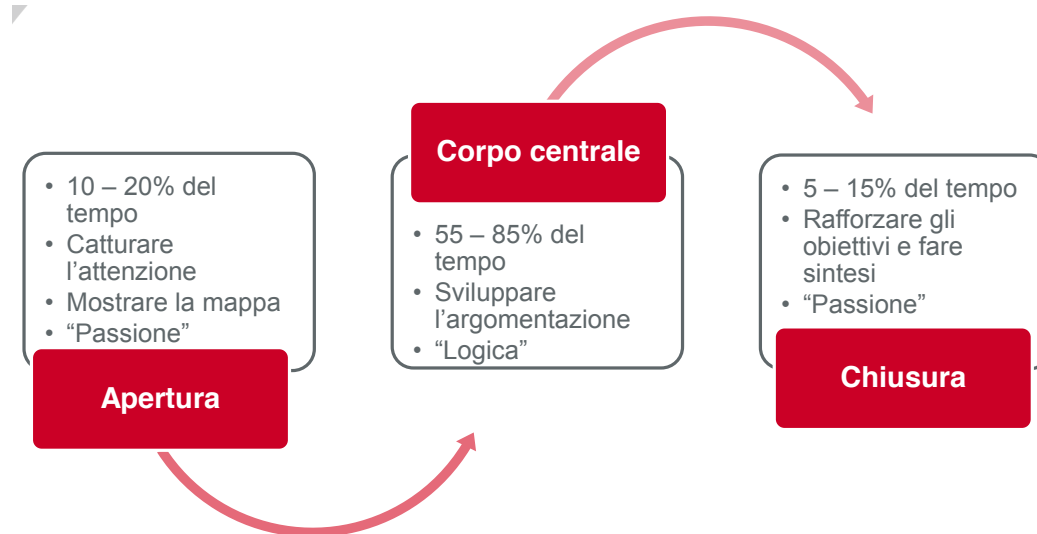 • 10 – 20% del
tempo
• Catturare
l’attenzione
• Mostrare la mappa
• “Passione”
Apertura
Corpo centrale
• 55 – 85% del
tempo
• Sviluppare
l’argomentazione
• “Logica”
• 5 – 15% del tempo
• Rafforzare gli
obiettivi e fare
sintesi
• “Passione”
Chiusura